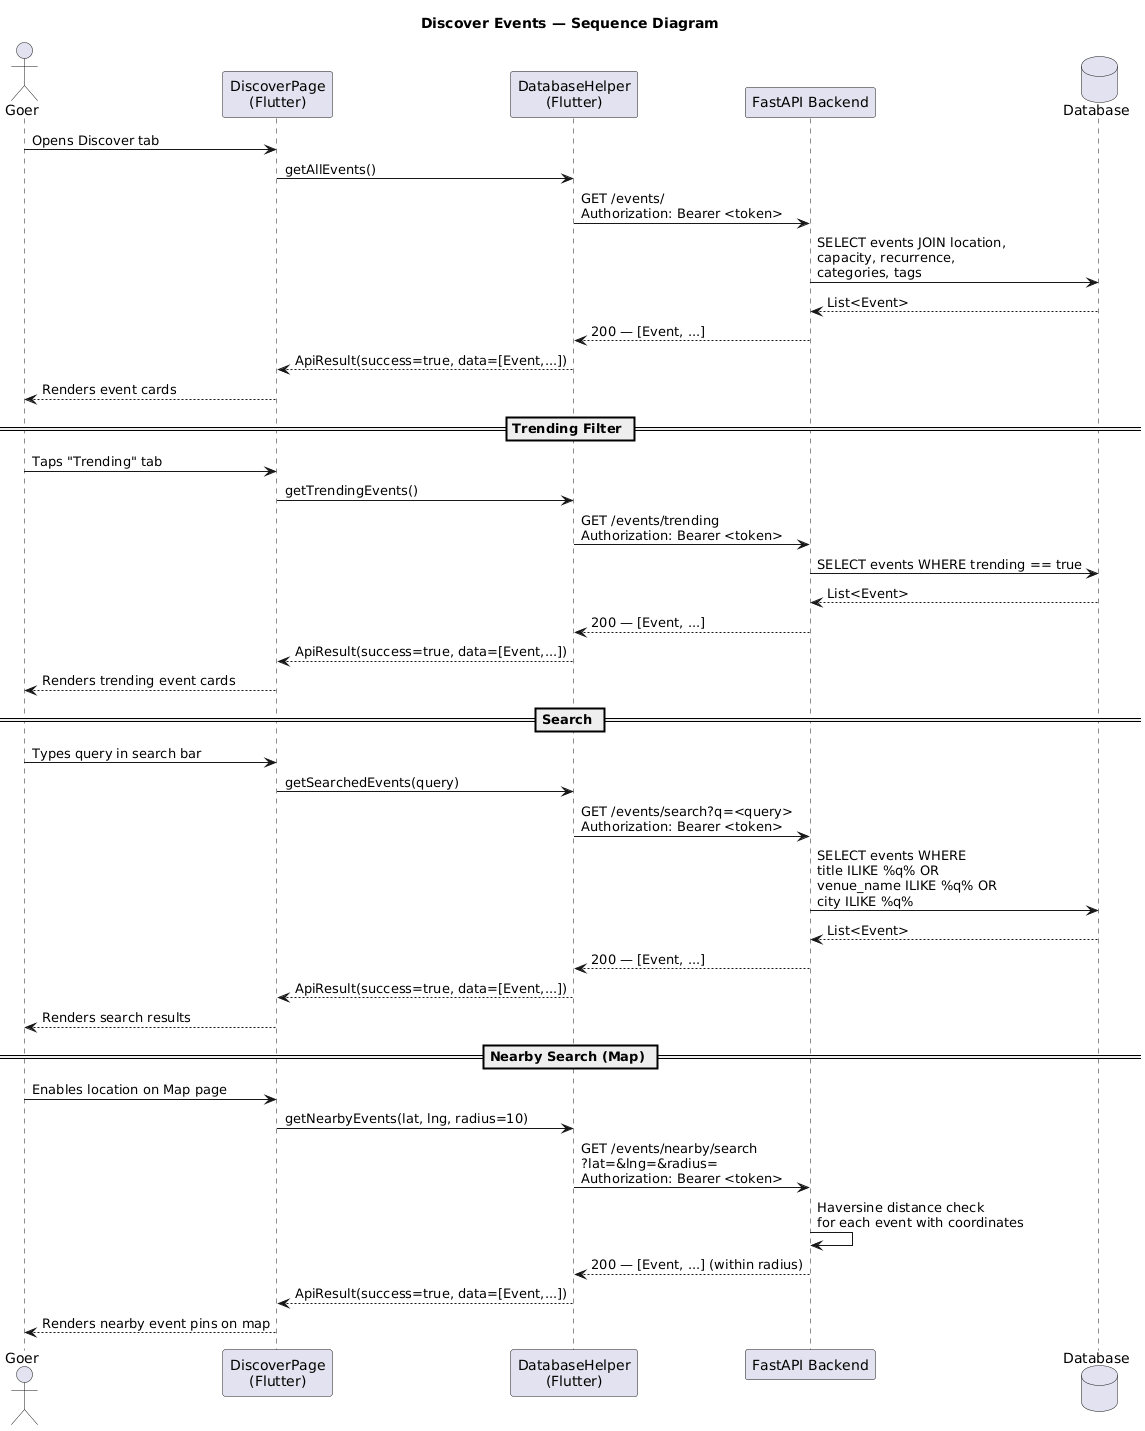 Discover Events — Sequence Diagram
Goer
DiscoverPage
(Flutter)
DatabaseHelper
(Flutter)
FastAPI Backend
Database
Opens Discover tab
getAllEvents()
GET /events/
Authorization: Bearer <token>
SELECT events JOIN location,
capacity, recurrence,
categories, tags
List<Event>
200 — [Event, ...]
ApiResult(success=true, data=[Event,...])
Renders event cards
Trending Filter
Taps "Trending" tab
getTrendingEvents()
GET /events/trending
Authorization: Bearer <token>
SELECT events WHERE trending == true
List<Event>
200 — [Event, ...]
ApiResult(success=true, data=[Event,...])
Renders trending event cards
Search
Types query in search bar
getSearchedEvents(query)
GET /events/search?q=<query>
Authorization: Bearer <token>
SELECT events WHERE
title ILIKE %q% OR
venue_name ILIKE %q% OR
city ILIKE %q%
List<Event>
200 — [Event, ...]
ApiResult(success=true, data=[Event,...])
Renders search results
Nearby Search (Map)
Enables location on Map page
getNearbyEvents(lat, lng, radius=10)
GET /events/nearby/search
?lat=&lng=&radius=
Authorization: Bearer <token>
Haversine distance check
for each event with coordinates
200 — [Event, ...] (within radius)
ApiResult(success=true, data=[Event,...])
Renders nearby event pins on map
Goer
DiscoverPage
(Flutter)
DatabaseHelper
(Flutter)
FastAPI Backend
Database